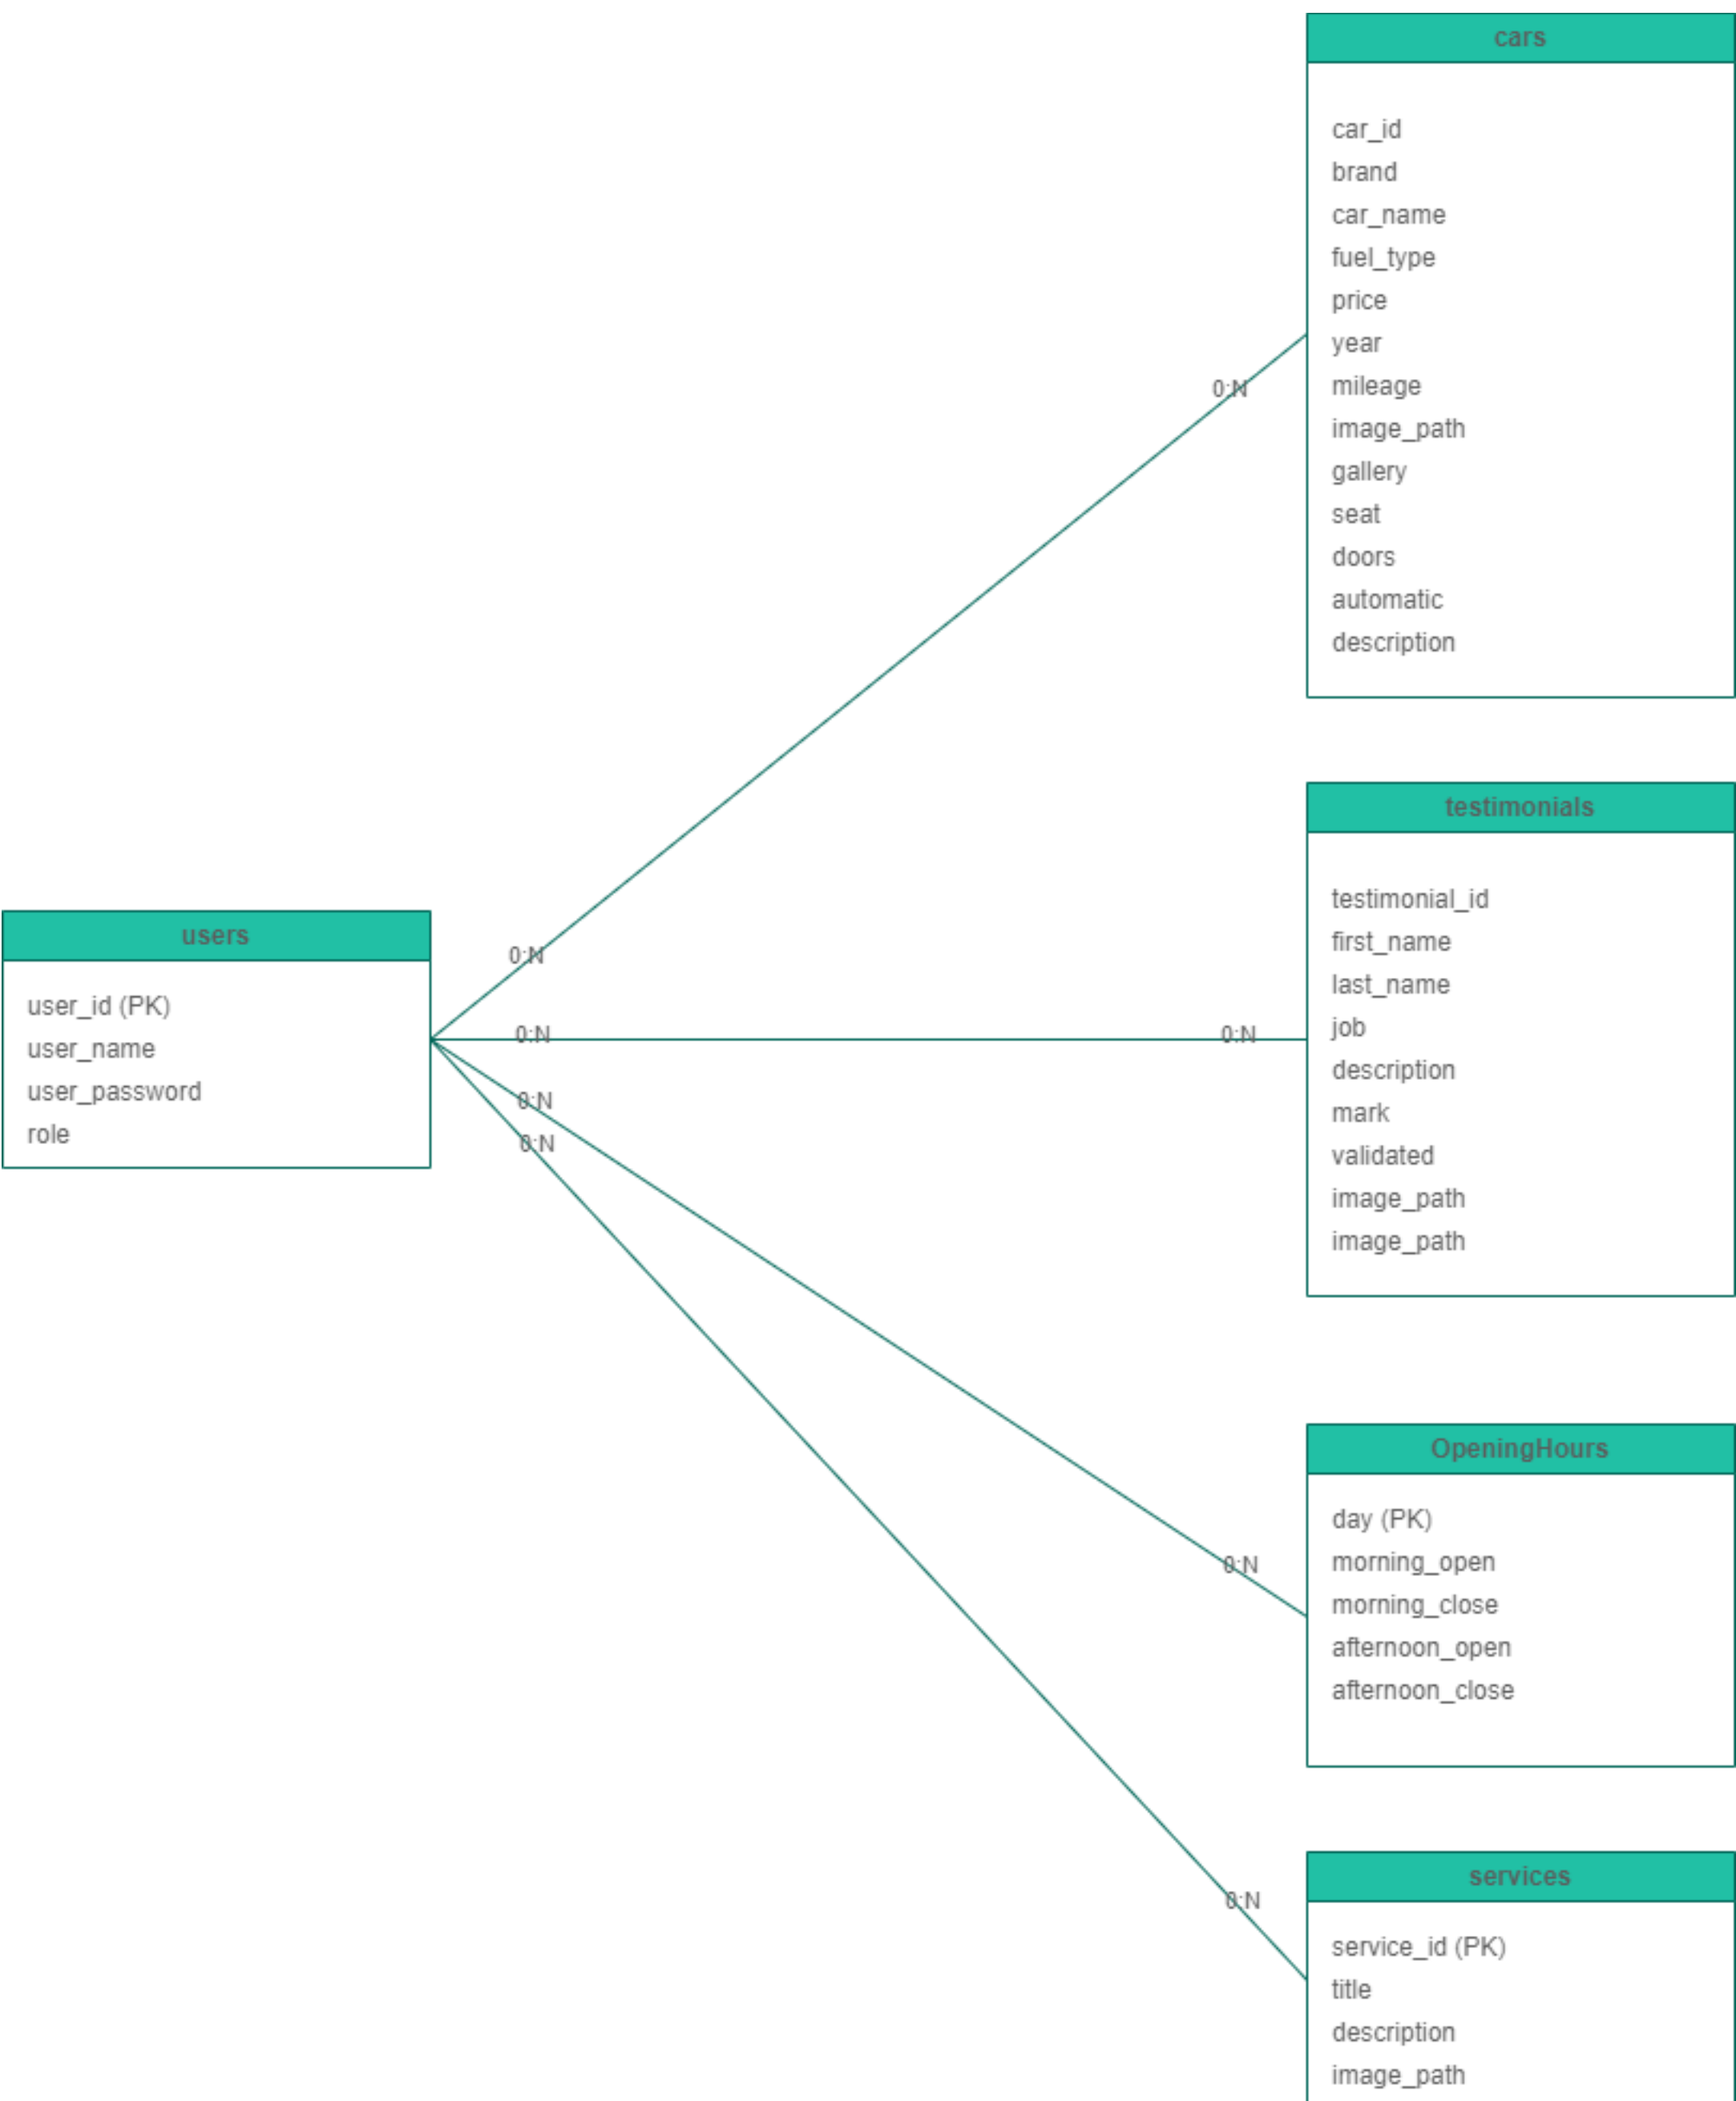 cars
car_id
brand
car_name
fuel_type
price
year
mileage
image_path
gallery
seat
doors
automatic
description
0:N
testimonials
testimonial_id
first_name
last_name
job
description
mark
validated
image_path
image_path
users
user_id (PK)
user_name
user_password
role
0:N
0:N
0:N
0:N
0:N
OpeningHours
day (PK)
morning_open
morning_close
afternoon_open
afternoon_close
0:N
services
service_id (PK)
title
description
image_path
0:N